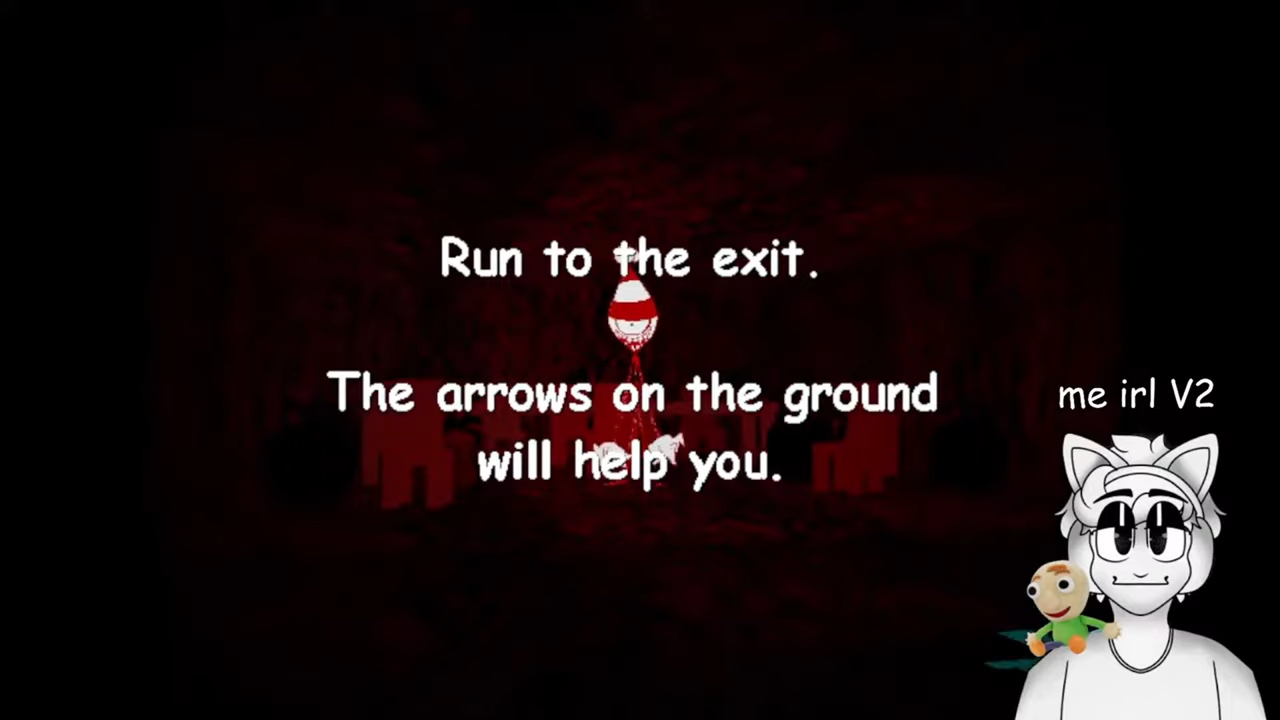 Run to the exit.
The arrows on the ground
will help you.
me irl V2